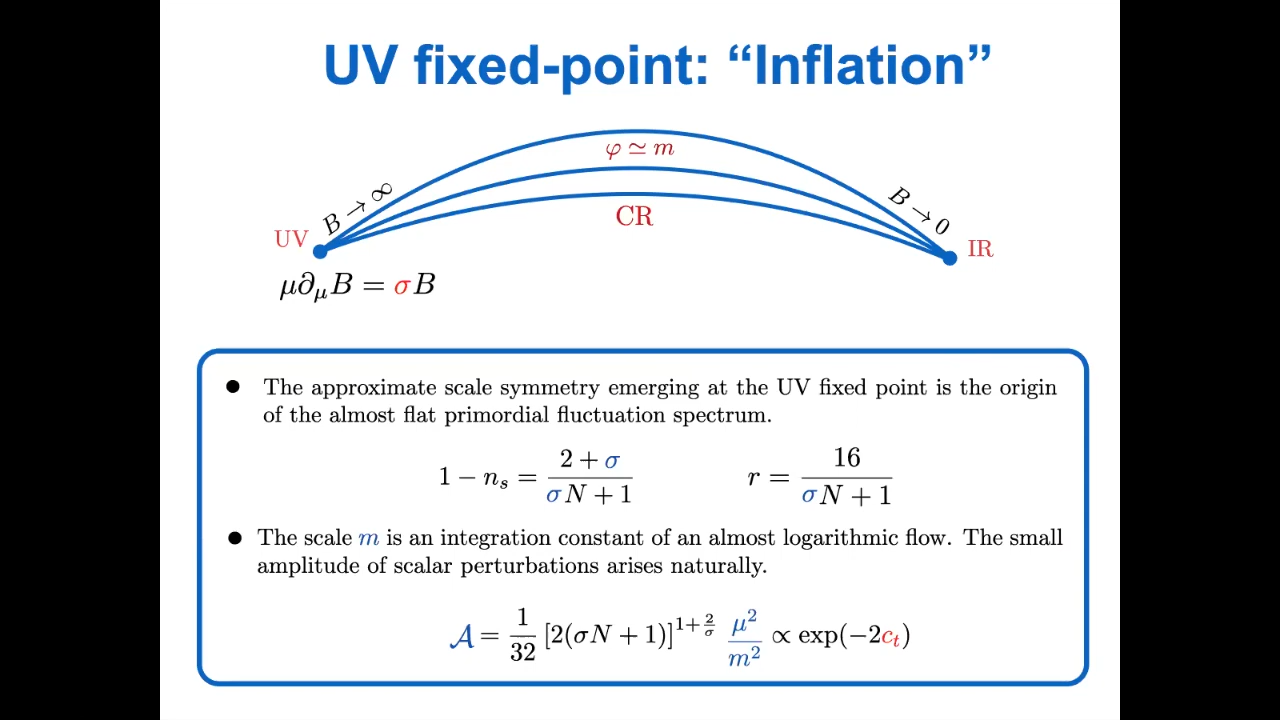 UV fixed-point: “Inflation”
φ ≃ m
B → ∞
B → 0
CR
UV
IR
μ∂_μ B = σB
● The approximate scale symmetry emerging at the UV fixed point is the origin
of the almost flat primordial fluctuation spectrum.
1 − n_s = (2 + σ)/(σN + 1)    r = 16/(σN + 1)
● The scale m is an integration constant of an almost logarithmic flow. The small
amplitude of scalar perturbations arises naturally.
𝒜 = 1/32 [2(σN + 1)]^{1+2/σ} μ²/m² ∝ exp(−2c_t)